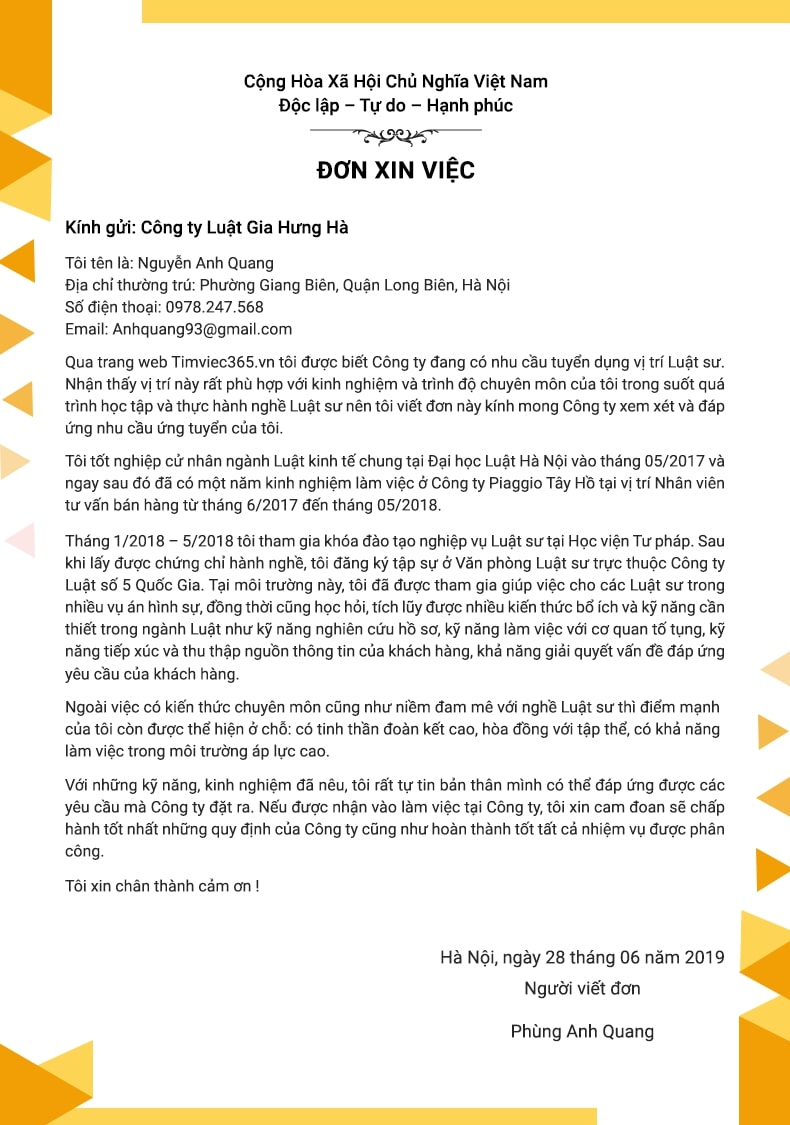 Cộng Hòa Xã Hội Chủ Nghĩa Việt Nam
Độc lập – Tự do – Hạnh phúc
ĐƠN XIN VIỆC
Kính gửi: Công ty Luật Gia Hưng Hà
Tôi tên là: Nguyễn Anh Quang
Địa chỉ thường trú: Phường Giang Biên, Quận Long Biên, Hà Nội
Số điện thoại: 0978.247.568
Email: Anhquang93@gmail.com
Qua trang web Timviec365.vn tôi được biết Công ty đang có nhu cầu tuyển dụng vị trí Luật sư.
Nhận thấy vị trí này rất phù hợp với kinh nghiệm và trình độ chuyên môn của tôi trong suốt quá
trình học tập và thực hành nghề Luật sư nên tôi viết đơn này kính mong Công ty xem xét và đáp
ứng nhu cầu ứng tuyển của tôi.
Tôi tốt nghiệp cử nhân ngành Luật kinh tế chung tại Đại học Luật Hà Nội vào tháng 05/2017 và
ngay sau đó đã có một năm kinh nghiệm làm việc ở Công ty Piaggio Tây Hồ tại vị trí Nhân viên
tư vấn bán hàng từ tháng 6/2017 đến tháng 05/2018.
Tháng 1/2018 – 5/2018 tôi tham gia khóa đào tạo nghiệp vụ Luật sư tại Học viện Tư pháp. Sau
khi lấy được chứng chỉ hành nghề, tôi đăng ký tập sự ở Văn phòng Luật sư trực thuộc Công ty
Luật số 5 Quốc Gia. Tại môi trường này, tôi đã được tham gia giúp việc cho các Luật sư trong
nhiều vụ án hình sự, đồng thời cũng học hỏi, tích lũy được nhiều kiến thức bổ ích và kỹ năng cần
thiết trong ngành Luật như kỹ năng nghiên cứu hồ sơ, kỹ năng làm việc với cơ quan tố tụng, kỹ
năng tiếp xúc và thu thập nguồn thông tin của khách hàng, khả năng giải quyết vấn đề đáp ứng
yêu cầu của khách hàng.
Ngoài việc có kiến thức chuyên môn cũng như niềm đam mê với nghề Luật sư thì điểm mạnh
của tôi còn được thể hiện ở chỗ: có tinh thần đoàn kết cao, hòa đồng với tập thể, có khả năng
làm việc trong môi trường áp lực cao.
Với những kỹ năng, kinh nghiệm đã nêu, tôi rất tự tin bản thân mình có thể đáp ứng được các
yêu cầu mà Công ty đặt ra. Nếu được nhận vào làm việc tại Công ty, tôi xin cam đoan sẽ chấp
hành tốt nhất những quy định của Công ty cũng như hoàn thành tốt tất cả nhiệm vụ được phân
công.
Tôi xin chân thành cảm ơn !
Hà Nội, ngày 28 tháng 06 năm 2019
Người viết đơn
Phùng Anh Quang